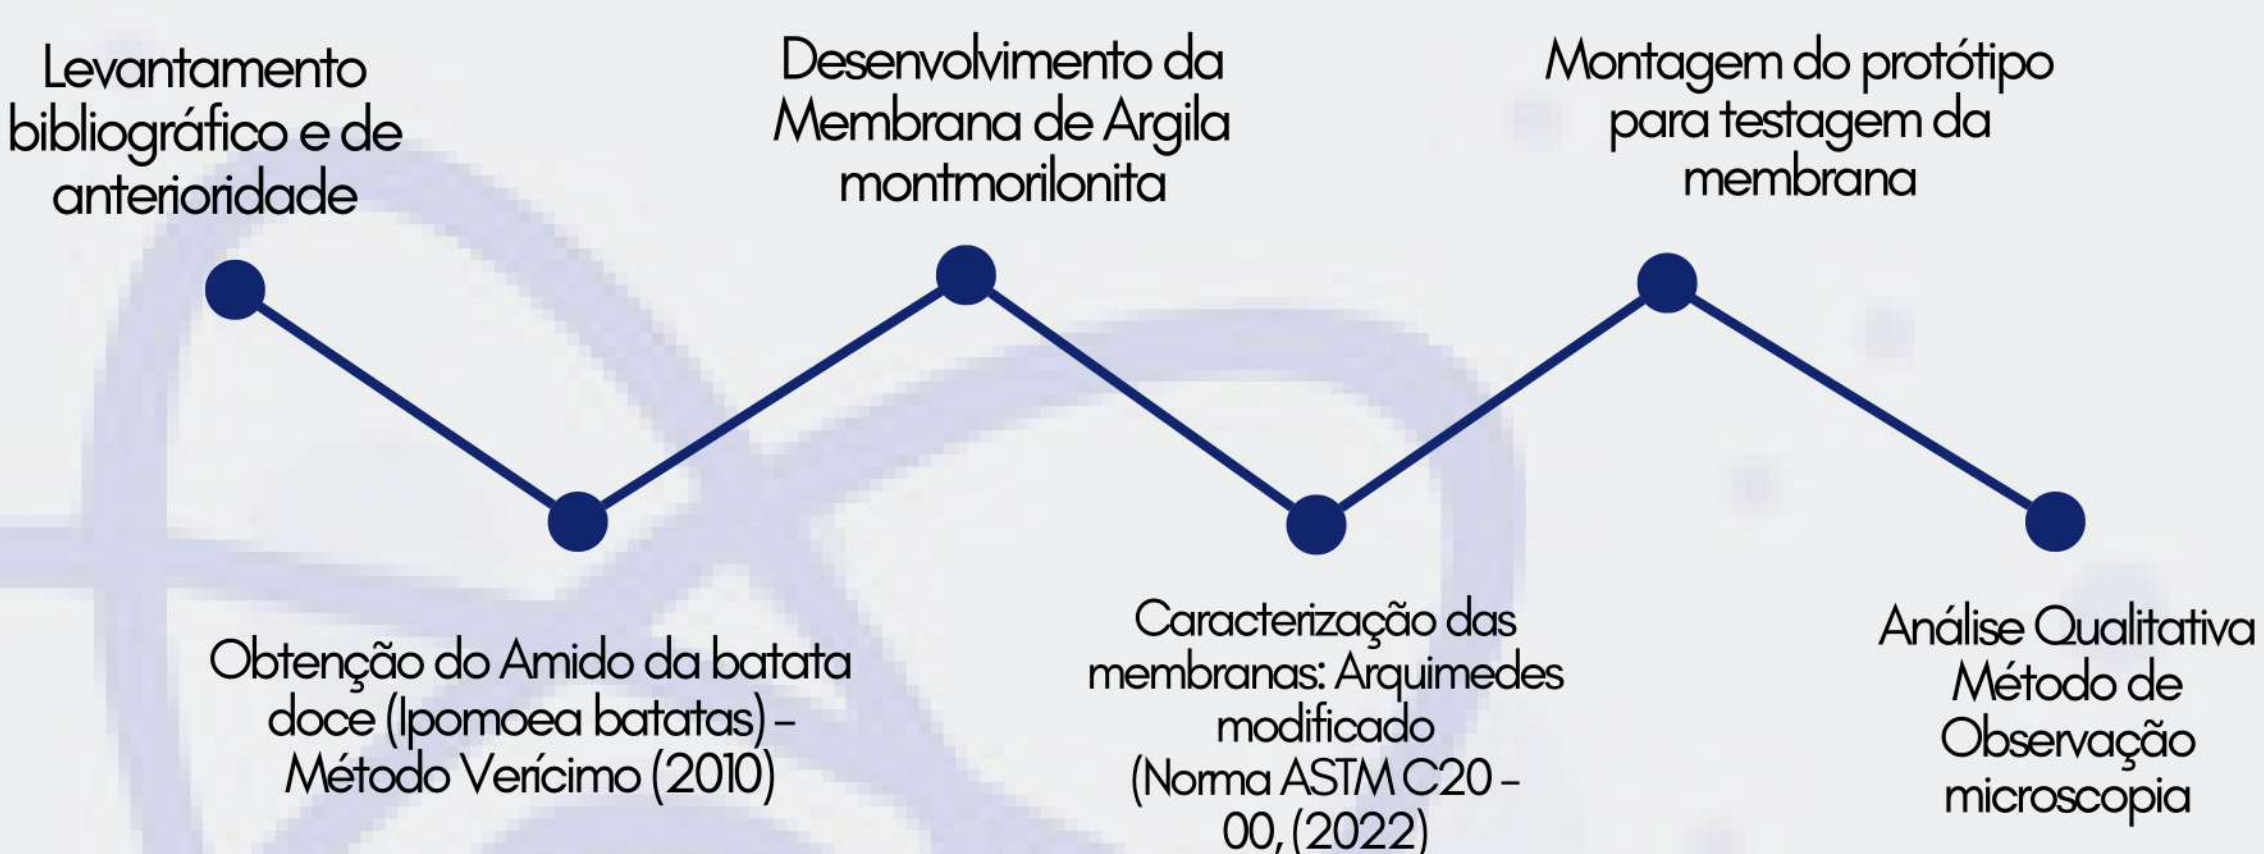 Levantamento
bibliográfico e de
anterioridade
Obtenção do Amido da batata
doce (Ipomoea batatas) –
Método Verícimo (2010)
Desenvolvimento da
Membrana de Argila
montmorilonita
Caracterização das
membranas: Arquimedes
modificado
(Norma ASTM C20 –
00, (2022)
Montagem do protótipo
para testagem da
membrana
Análise Qualitativa
Método de
Observação
microscopia